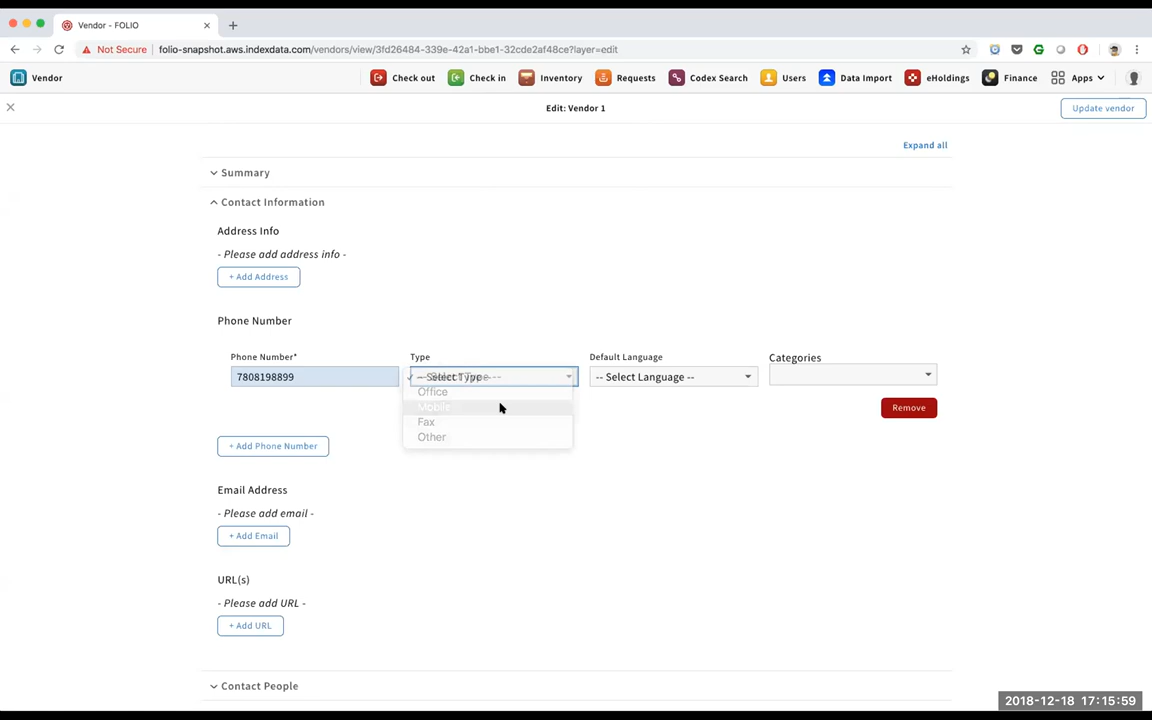 Vendor - FOLIO
Not Secure folio-snapshot.aws.indexdata.com/vendors/view/3fd26484-339e-42a1-bbe1-32cde2af48ce?layer=edit
Vendor Check out Check in Inventory Requests Codex Search Users Data Import eHoldings Finance Apps
Edit: Vendor 1
Update vendor
Expand all
Summary
Contact Information
Address Info
- Please add address info -
+ Add Address
Phone Number
Phone Number* Type Default Language Categories
7808198899 -- Select Type -- -- Select Language --
Office
Mobile
Fax
Other
Remove
+ Add Phone Number
Email Address
- Please add email -
+ Add Email
URL(s)
- Please add URL -
+ Add URL
Contact People
2018-12-18 17:15:59